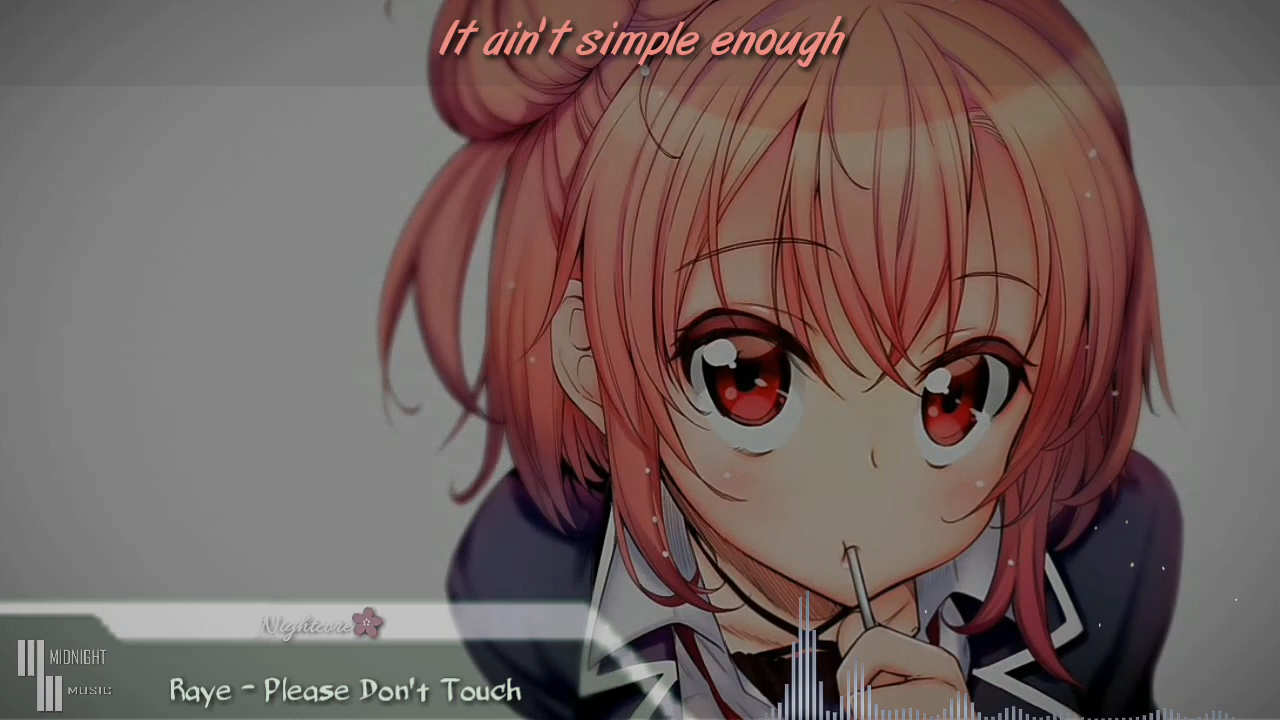 It ain't simple enough
Nightcore
MIDNIGHT
MUSIC
Raye - Please Don't Touch